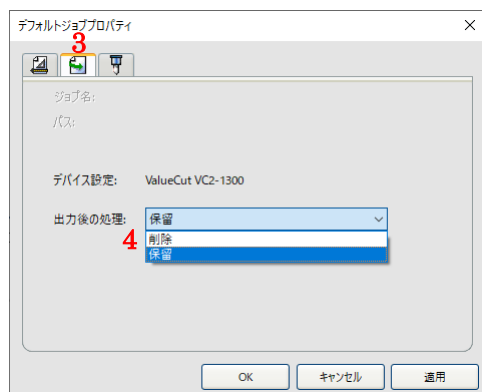 デフォルトジョブプロパティ
3
ジョブ名:
パス:
デバイス設定: ValueCut VC2-1300
出力後の処理: 保留
4 削除
保留
OK キャンセル 適用